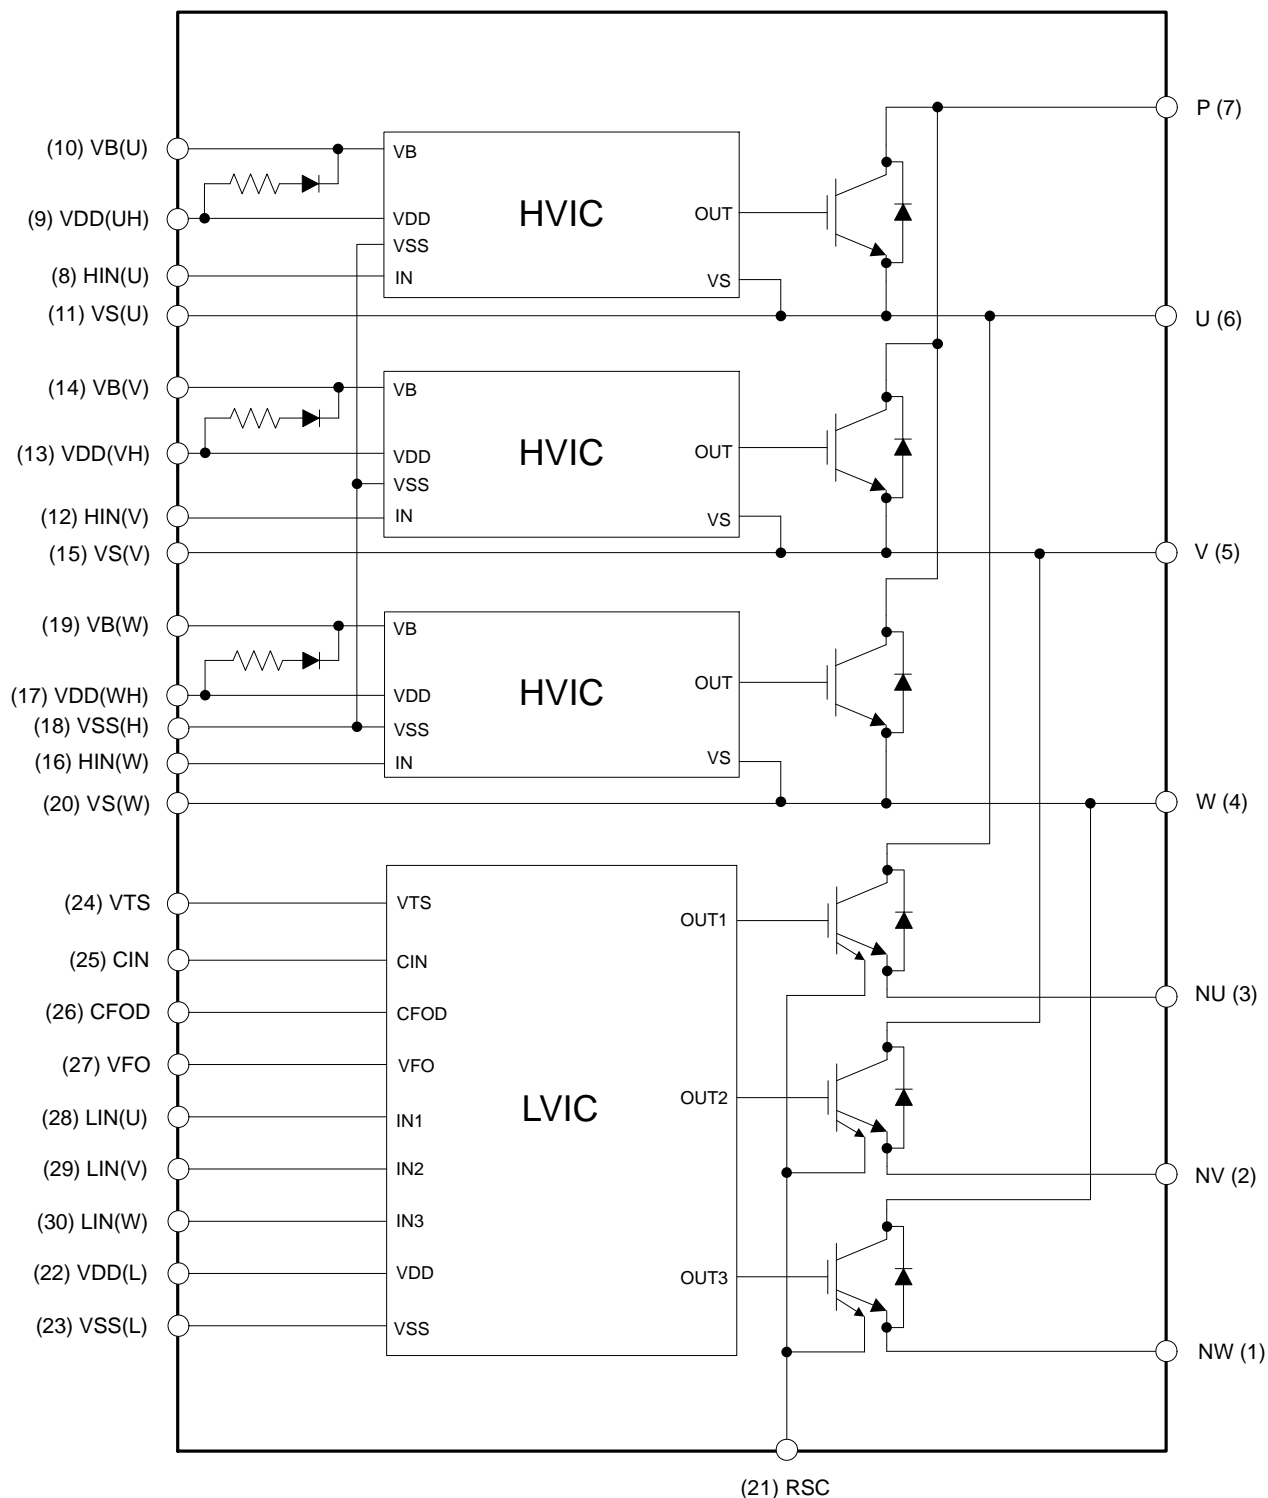 P (7)
(10) VB(U)
VB
HVIC
OUT
(9) VDD(UH)
VDD
VSS
(8) HIN(U)
IN
VS
(11) VS(U)
U (6)
(14) VB(V)
VB
HVIC
OUT
(13) VDD(VH)
VDD
VSS
(12) HIN(V)
IN
VS
(15) VS(V)
V (5)
(19) VB(W)
VB
HVIC
OUT
(17) VDD(WH)
VDD
(18) VSS(H)
VSS
(16) HIN(W)
IN
VS
(20) VS(W)
W (4)
(24) VTS
VTS
OUT1
(25) CIN
CIN
NU (3)
(26) CFOD
CFOD
(27) VFO
VFO
LVIC
OUT2
(28) LIN(U)
IN1
(29) LIN(V)
IN2
NV (2)
(30) LIN(W)
IN3
(22) VDD(L)
VDD
OUT3
(23) VSS(L)
VSS
NW (1)
(21) RSC